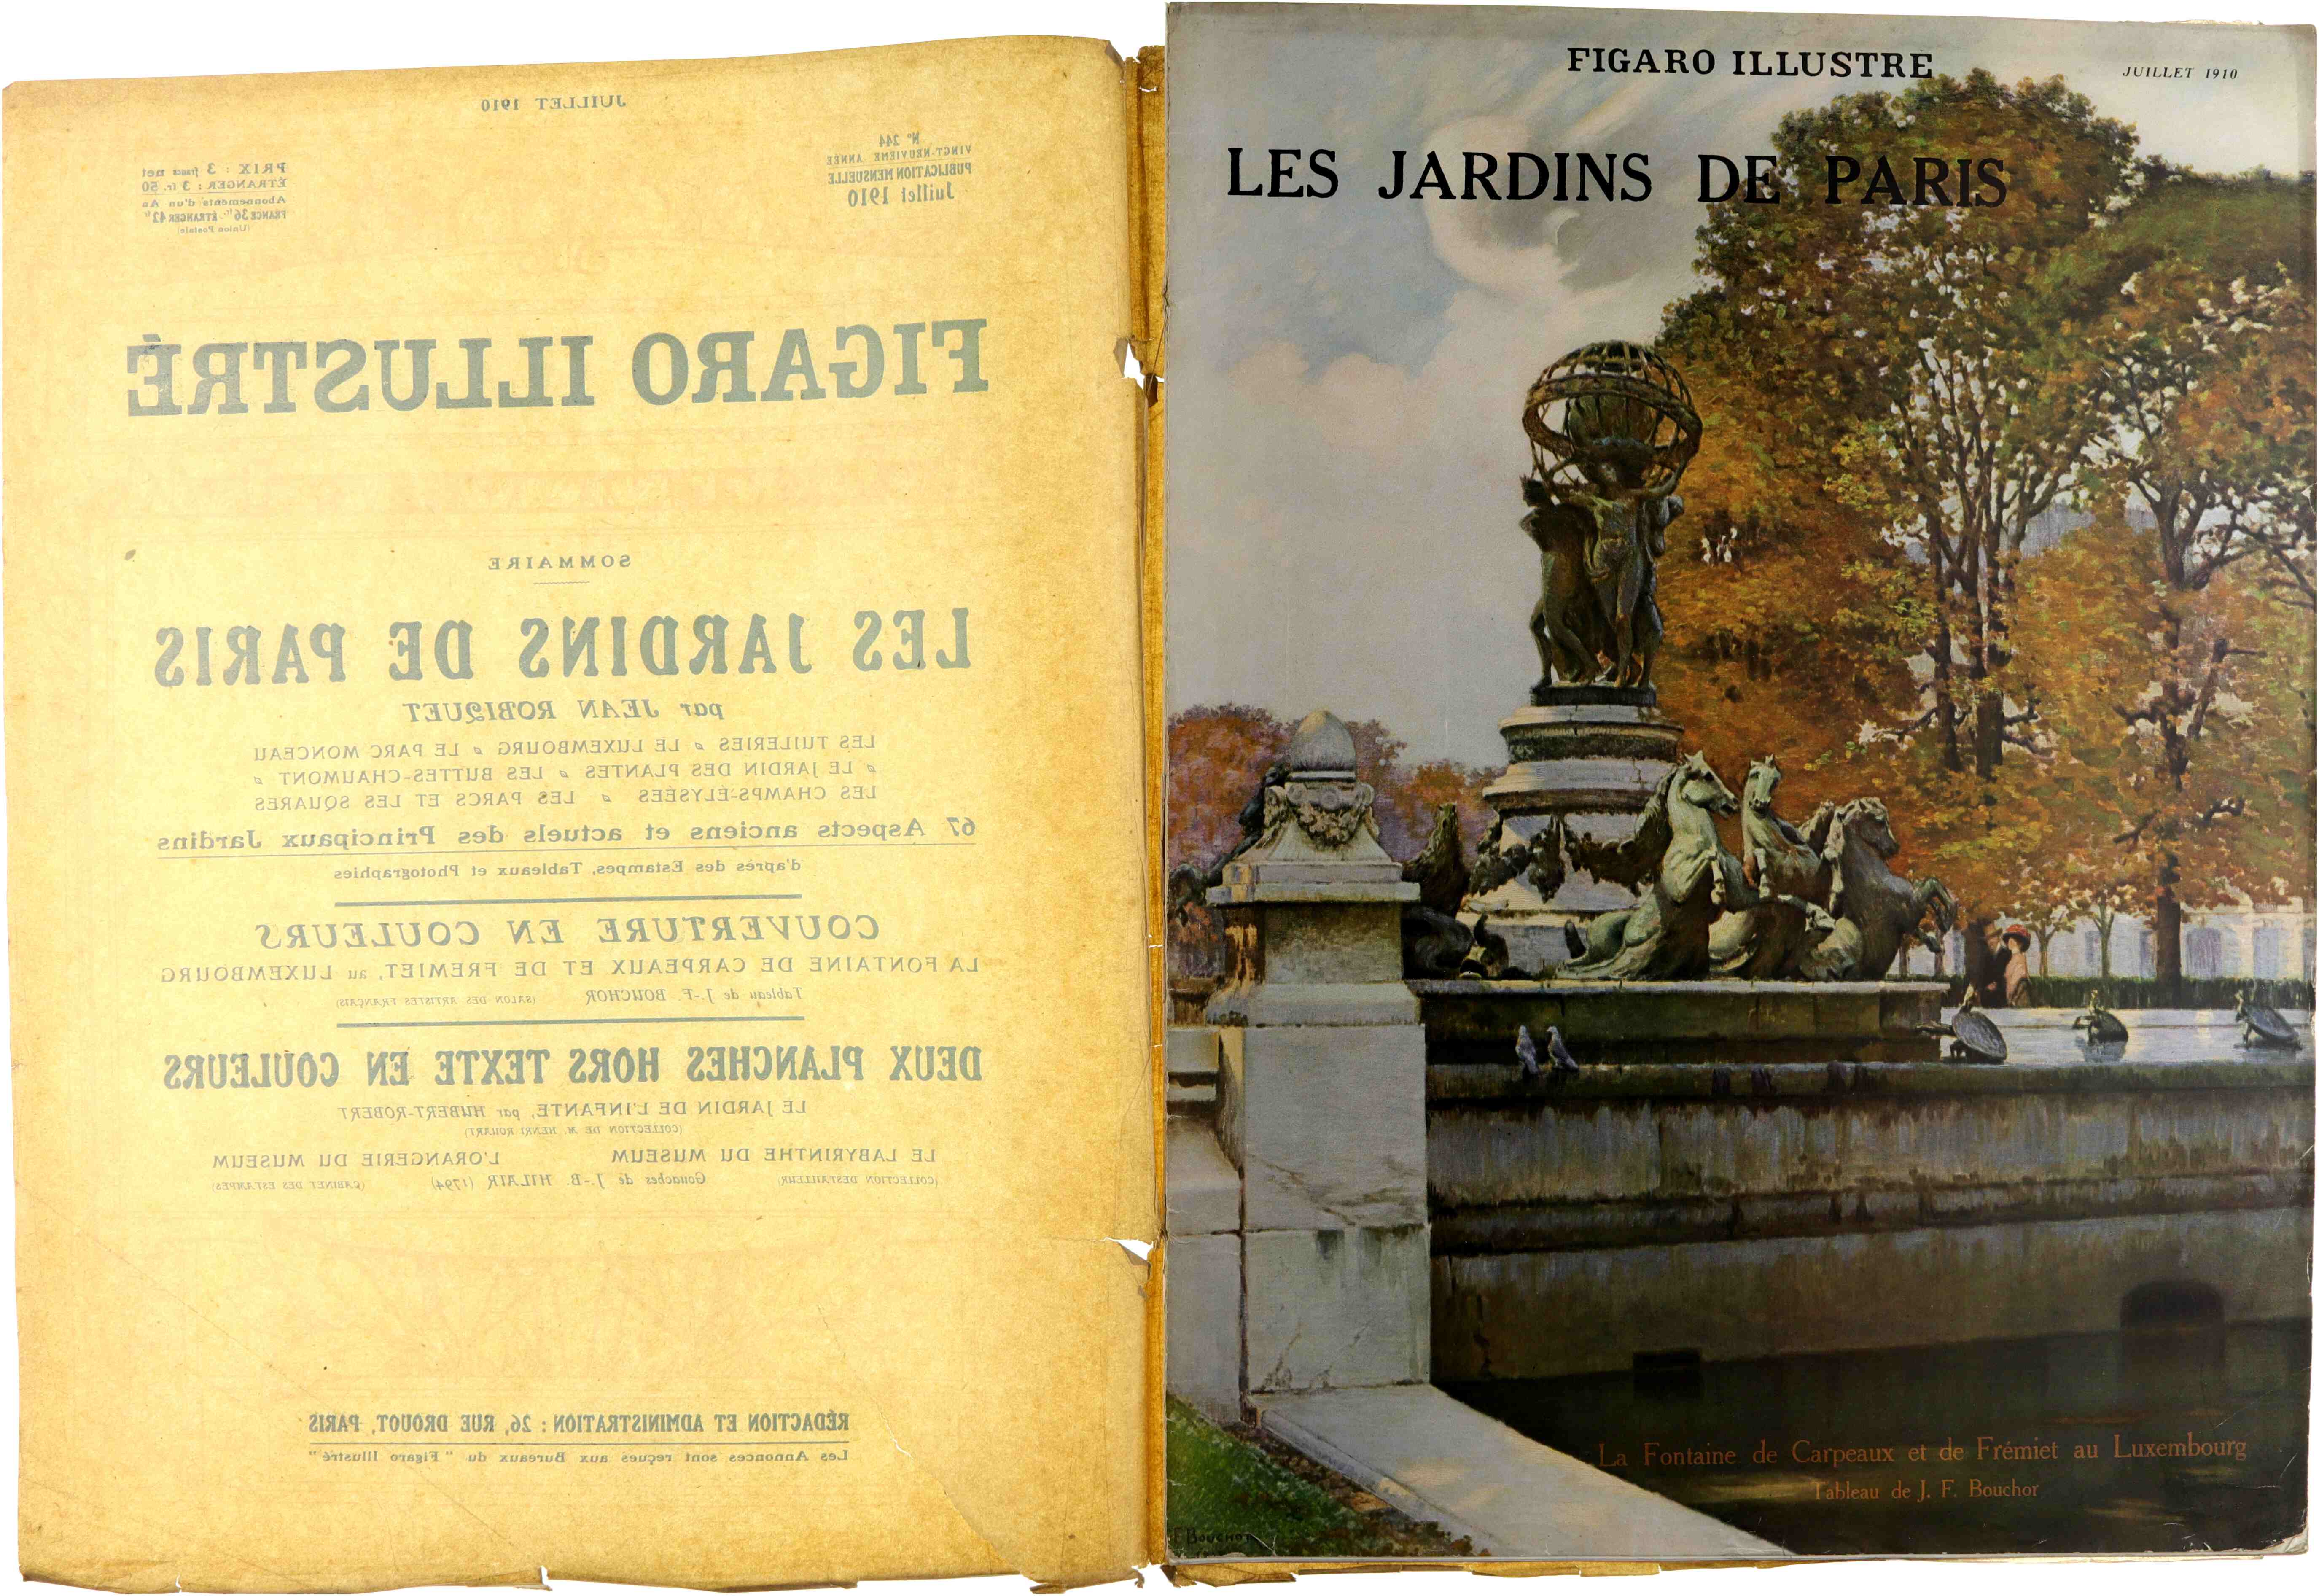 JUILLET 1910
N° 244
VINGT-NEUVIÈME ANNÉE
PUBLICATION MENSUELLE
Juillet 1910
PRIX : 3 francs net
ÉTRANGER : 3 fr. 50
Abonnements d'un An
FRANCE 36 fr. - ÉTRANGER 42 fr.
(Union Postale)
FIGARO ILLUSTRÉ
SOMMAIRE
LES JARDINS DE PARIS
par JEAN ROBIQUET
LES TUILERIES LE LUXEMBOURG LE PARC MONCEAU
LE JARDIN DES PLANTES LES BUTTES-CHAUMONT
LES CHAMPS-ÉLYSÉES LES PARCS ET LES SQUARES
67 Aspects anciens et actuels des Principaux Jardins
d'après des Estampes, Tableaux et Photographies
COUVERTURE EN COULEURS
LA FONTAINE DE CARPEAUX ET DE FREMIET, au LUXEMBOURG
Tableau de J.-F. BOUCHOR (SALON DES ARTISTES FRANÇAIS)
DEUX PLANCHES HORS TEXTE EN COULEURS
LE JARDIN DE L'INFANTE, par HUBERT-ROBERT
(COLLECTION DE M. HENRI ROUART)
LE LABYRINTHE DU MUSEUM L'ORANGERIE DU MUSEUM
(COLLECTION DESTAILLEUR) Gouaches de J.-B. HILAIR (1794) (CABINET DES ESTAMPES)
RÉDACTION ET ADMINISTRATION : 26, RUE DROUOT, PARIS
Les Annonces sont reçues aux Bureaux du "Figaro Illustré"
FIGARO ILLUSTRE
JUILLET 1910
LES JARDINS DE PARIS
La Fontaine de Carpeaux et de Frémiet au Luxembourg
Tableau de J. F. Bouchor
F BOUCHOR